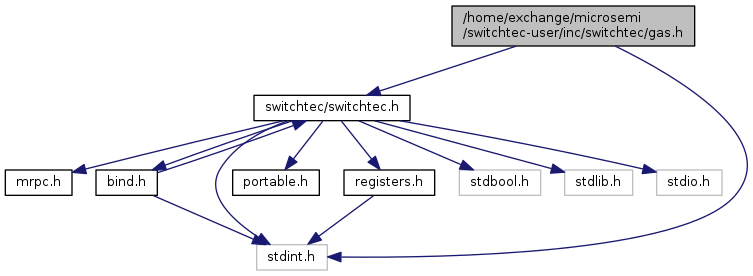 /home/exchange/microsemi
/switchtec-user/inc/switchtec/gas.h
switchtec/switchtec.h
mrpc.h
bind.h
portable.h
registers.h
stdbool.h
stdlib.h
stdio.h
stdint.h